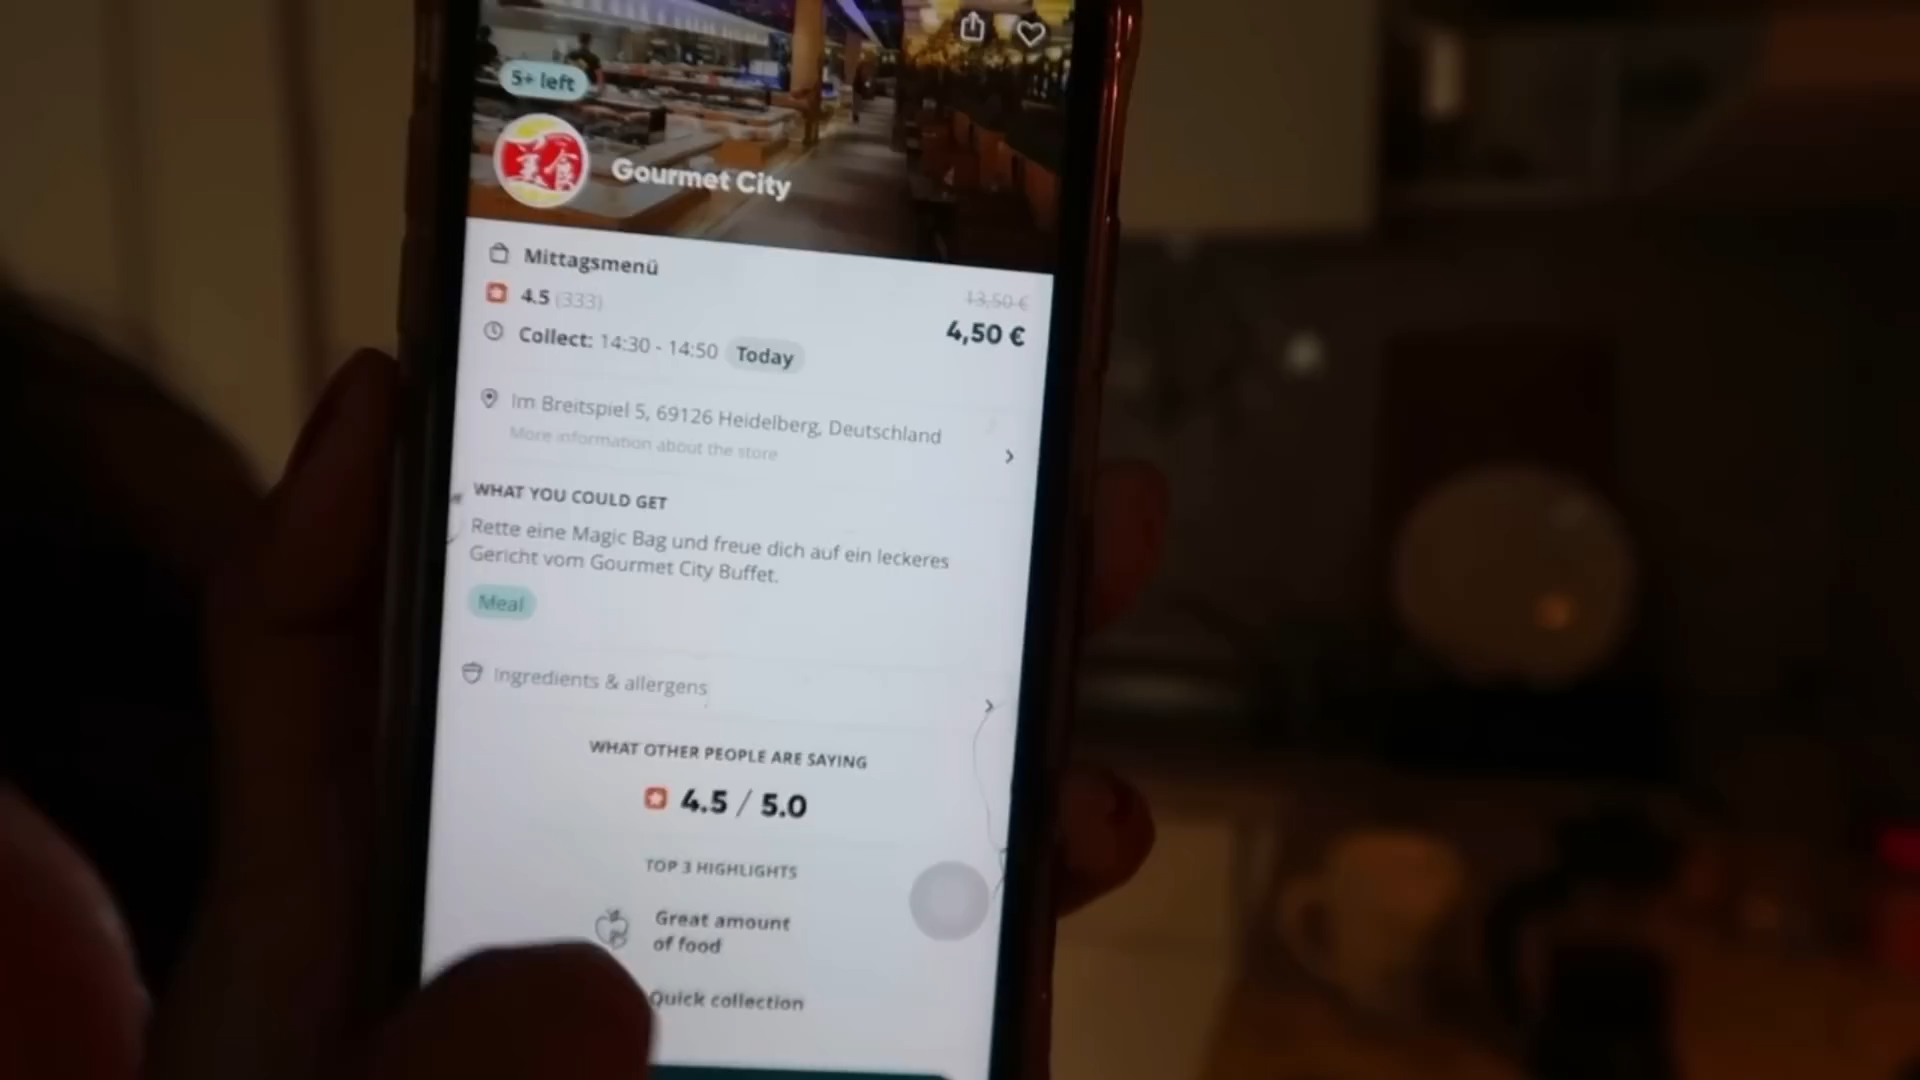 5+ left
美食
Gourmet City
Mittagsmenü
4.5 (333)
13,50 €
4,50 €
Collect: 14:30 - 14:50 Today
Im Breitspiel 5, 69126 Heidelberg, Deutschland
More information about the store
WHAT YOU COULD GET
Rette eine Magic Bag und freue dich auf ein leckeres
Gericht vom Gourmet City Buffet.
Meal
Ingredients & allergens
WHAT OTHER PEOPLE ARE SAYING
4.5 / 5.0
TOP 3 HIGHLIGHTS
Great amount
of food
Quick collection